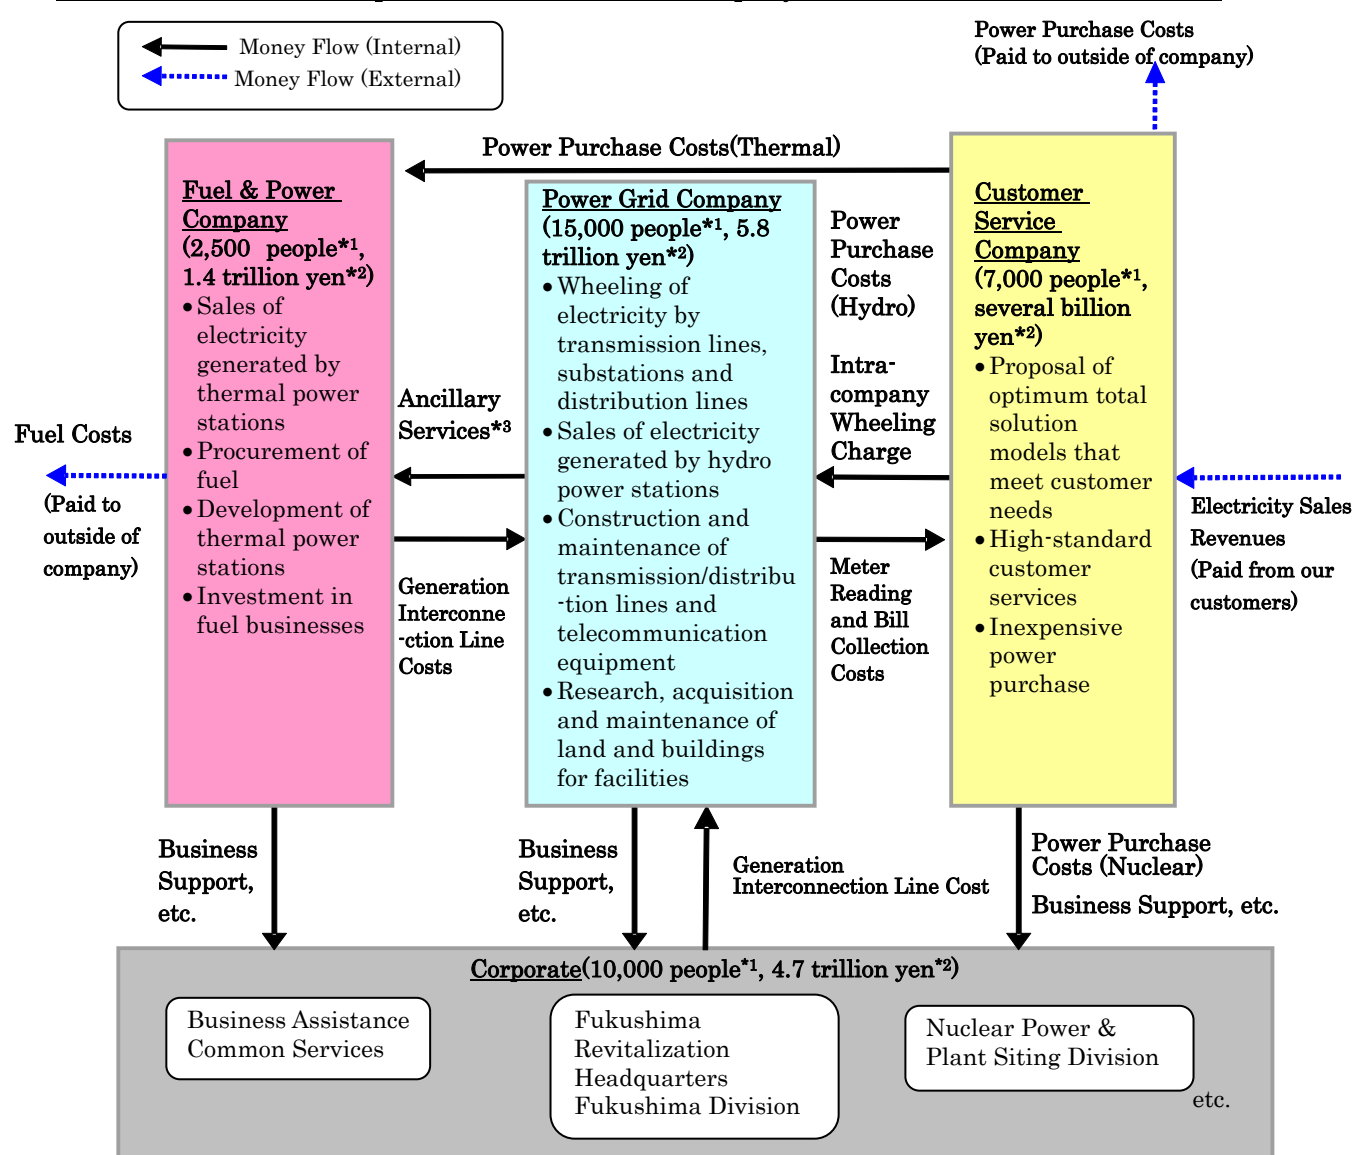 Money Flow (Internal)
Money Flow (External)
Power Purchase Costs
(Paid to outside of company)
Power Purchase Costs(Thermal)
Fuel & Power
Company
(2,500 people*1,
1.4 trillion yen*2)
• Sales of
electricity
generated by
thermal power
stations
• Procurement of
fuel
• Development of
thermal power
stations
• Investment in
fuel businesses
Fuel Costs
(Paid to
outside of
company)
Ancillary
Services*3
Generation
Interconne
-ction Line
Costs
Power Grid Company
(15,000 people*1, 5.8
trillion yen*2)
• Wheeling of
electricity by
transmission lines,
substations and
distribution lines
• Sales of electricity
generated by hydro
power stations
• Construction and
maintenance of
transmission/distribu
-tion lines and
telecommunication
equipment
• Research, acquisition
and maintenance of
land and buildings
for facilities
Power
Purchase
Costs
(Hydro)
Intra-
company
Wheeling
Charge
Meter
Reading
and Bill
Collection
Costs
Customer
Service
Company
(7,000 people*1,
several billion
yen*2)
• Proposal of
optimum total
solution
models that
meet customer
needs
• High-standard
customer
services
• Inexpensive
power
purchase
Electricity Sales
Revenues
(Paid from our
customers)
Business
Support,
etc.
Business
Support,
etc.
Generation
Interconnection Line Cost
Power Purchase
Costs (Nuclear)
Business Support, etc.
Corporate(10,000 people*1, 4.7 trillion yen*2)
Business Assistance
Common Services
Fukushima
Revitalization
Headquarters
Fukushima Division
Nuclear Power &
Plant Siting Division
etc.